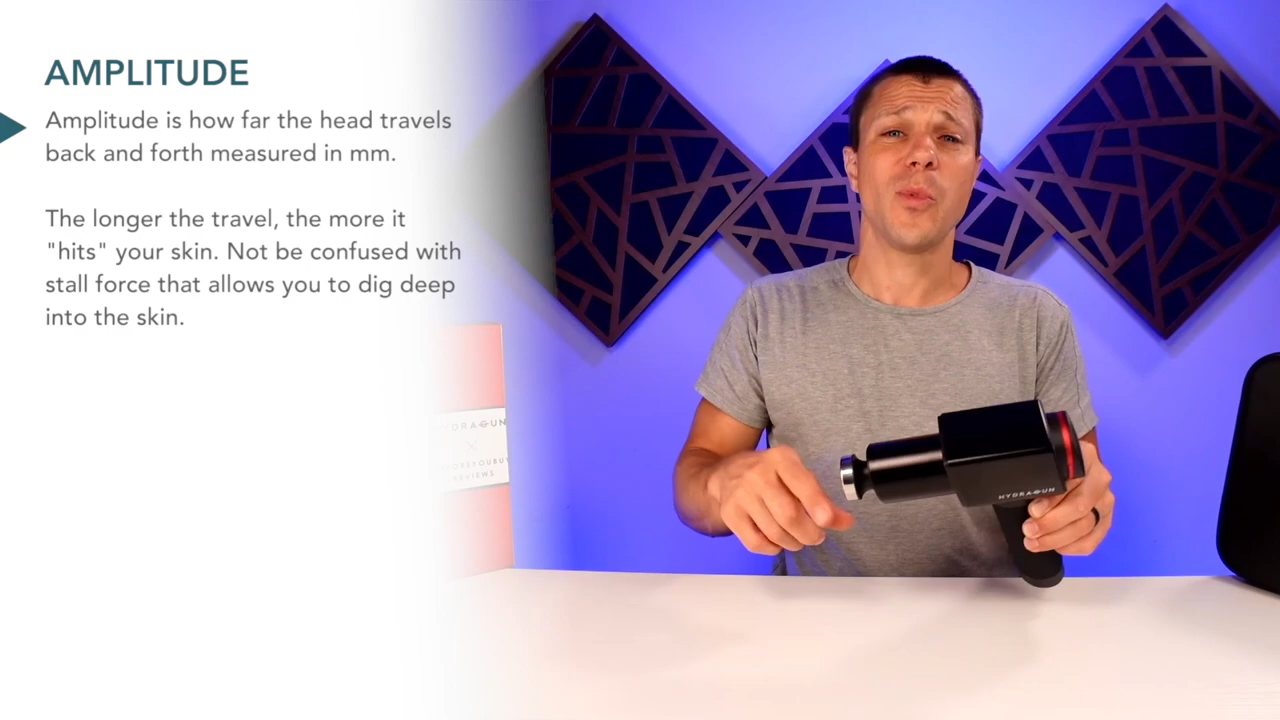 AMPLITUDE
Amplitude is how far the head travels
back and forth measured in mm.
The longer the travel, the more it
"hits" your skin. Not be confused with
stall force that allows you to dig deep
into the skin.
HYDRAGUN
REVIEWS